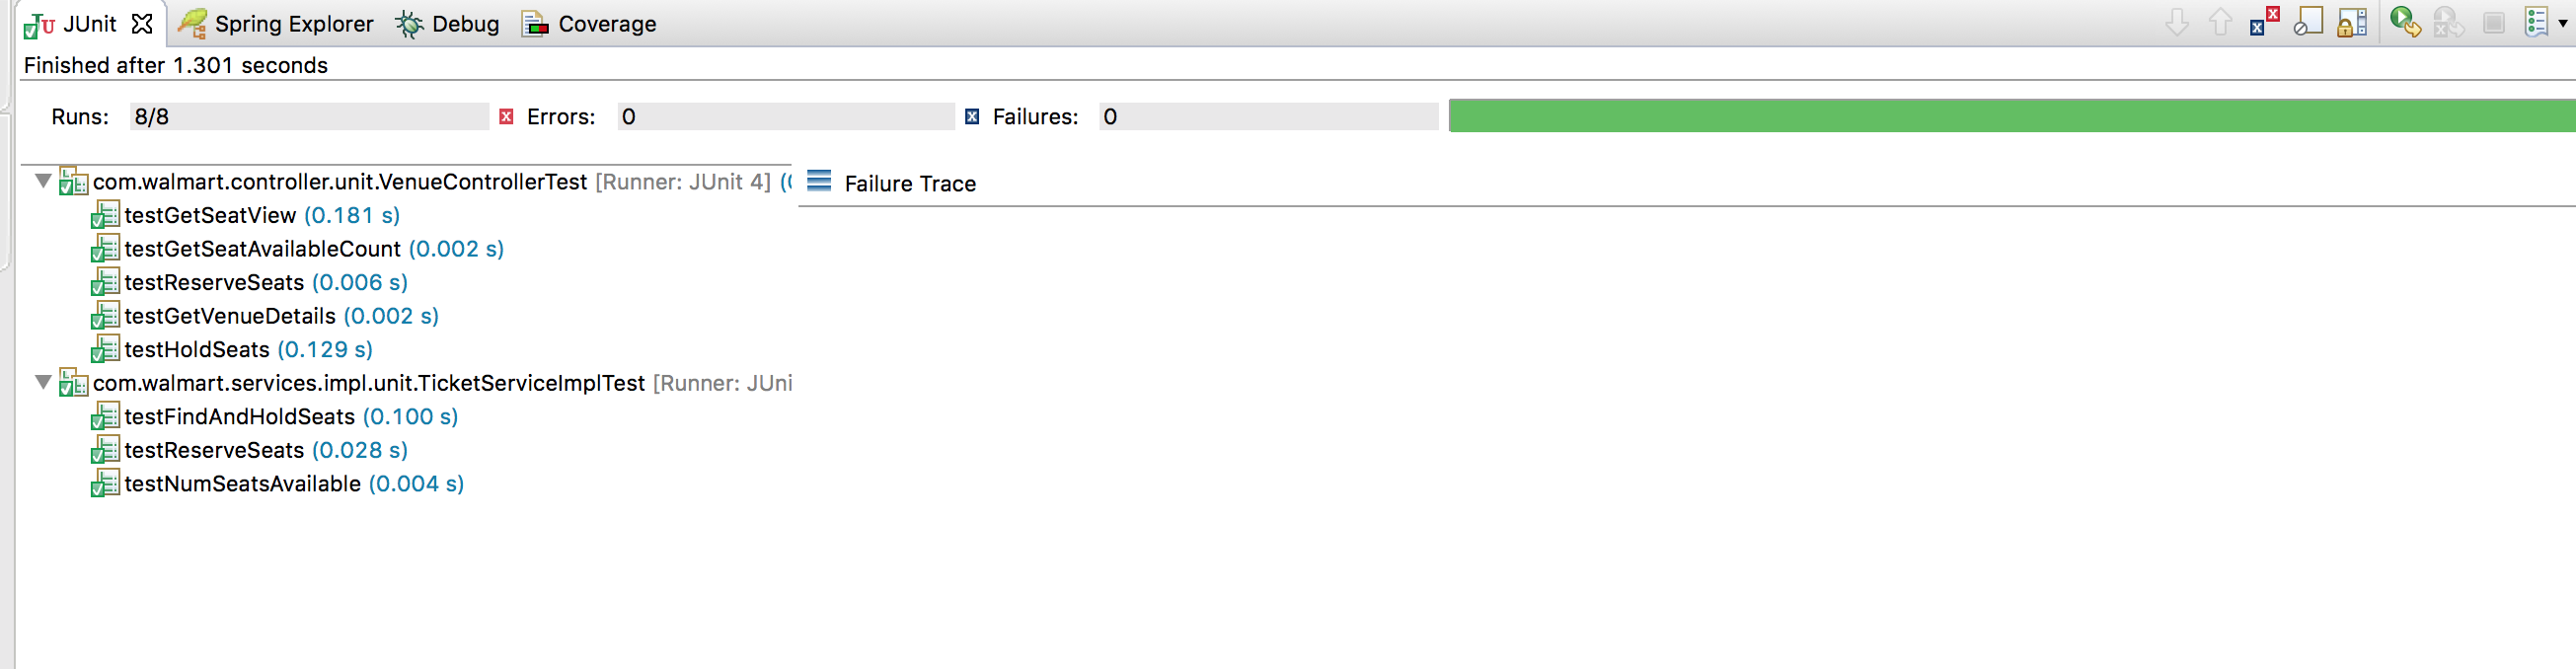 JUnit Spring Explorer Debug Coverage
Finished after 1.301 seconds
Runs: 8/8 Errors: 0 Failures: 0
com.walmart.controller.unit.VenueControllerTest [Runner: JUnit 4] (
Failure Trace
testGetSeatView (0.181 s)
testGetSeatAvailableCount (0.002 s)
testReserveSeats (0.006 s)
testGetVenueDetails (0.002 s)
testHoldSeats (0.129 s)
com.walmart.services.impl.unit.TicketServiceImplTest [Runner: JUni
testFindAndHoldSeats (0.100 s)
testReserveSeats (0.028 s)
testNumSeatsAvailable (0.004 s)